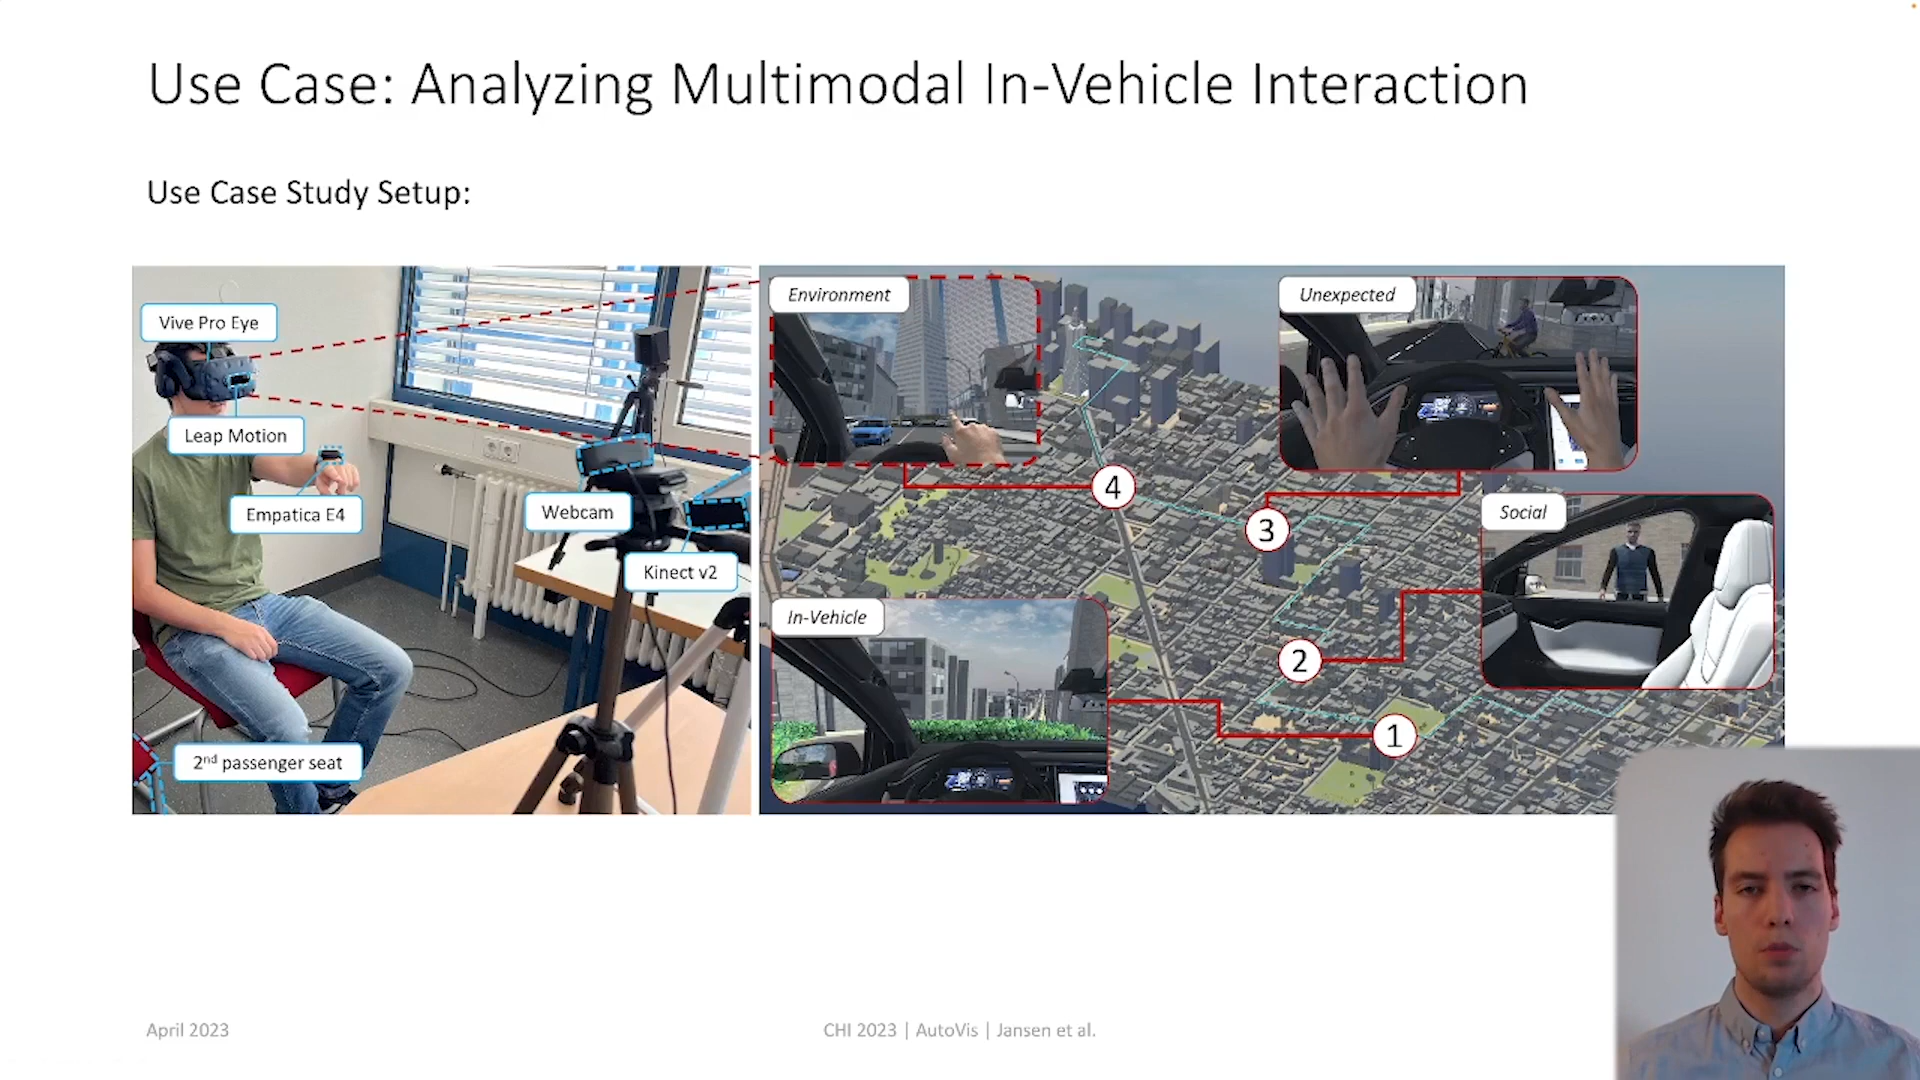 Use Case: Analyzing Multimodal In-Vehicle Interaction
Use Case Study Setup:
Vive Pro Eye
Leap Motion
Empatica E4
Webcam
Kinect v2
2nd passenger seat
Environment
Unexpected
Social
In-Vehicle
4
3
2
1
April 2023
CHI 2023 | AutoVis | Jansen et al.